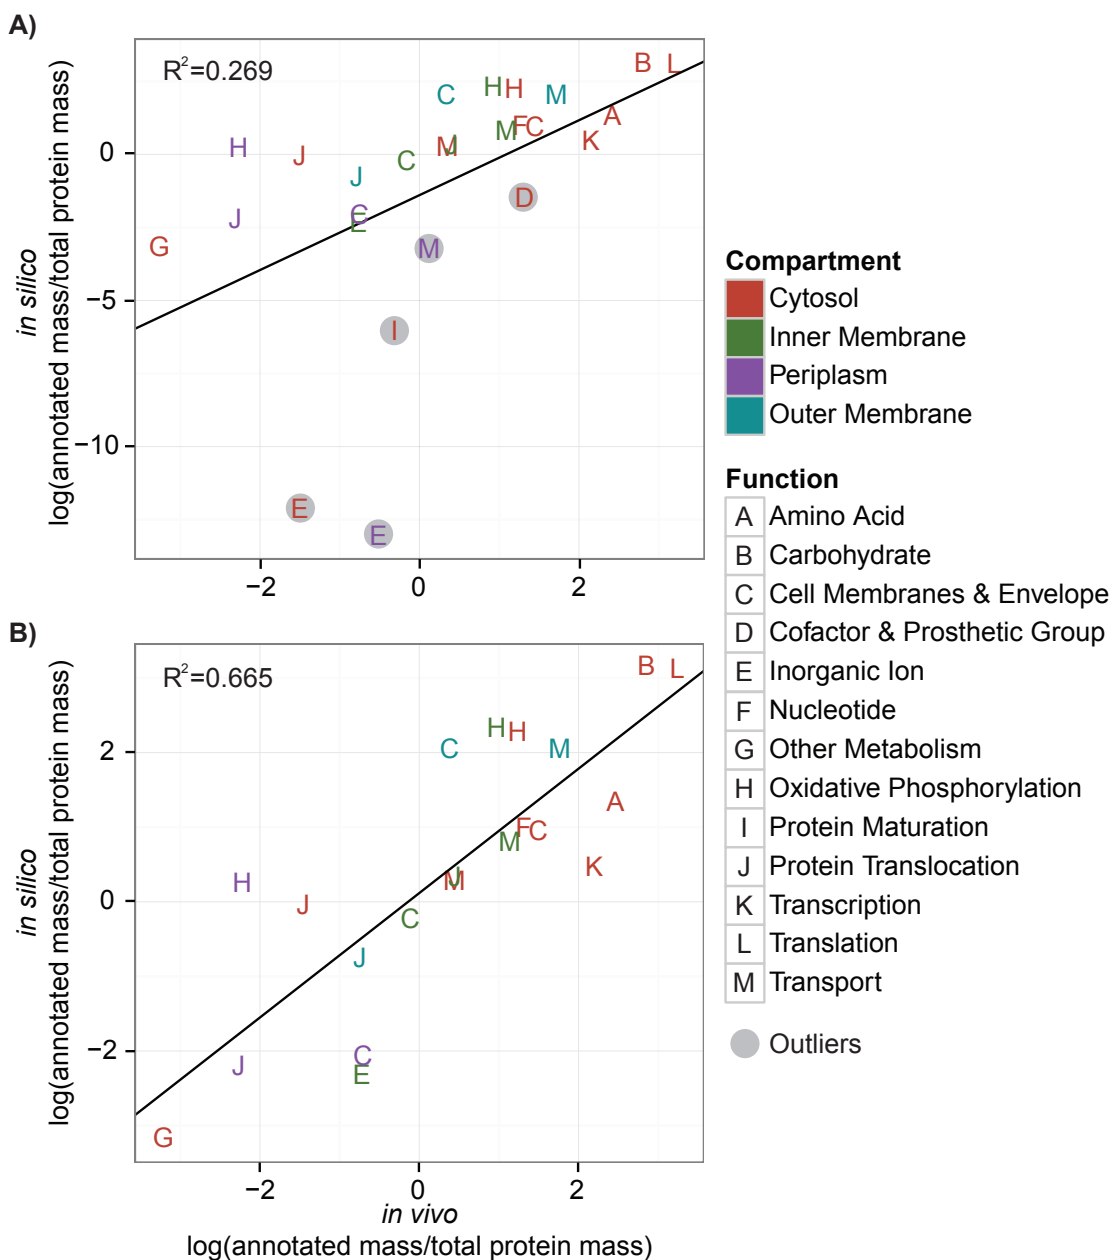 A)
R²=0.269
B L
H H
C M
A
F C
M K
H J M J
C
J
D
C
J E
M
G
I
E
E
0
−5
−10
−2 0 2
in silico
log(annotated mass/total protein mass)
B)
R²=0.665
B L
H H
C M
A
F C
M K
H J M
J C
J
C
J E
G
2
0
−2
−2 0 2
in silico
log(annotated mass/total protein mass)
in vivo
log(annotated mass/total protein mass)
Compartment
Cytosol
Inner Membrane
Periplasm
Outer Membrane
Function
A Amino Acid
B Carbohydrate
C Cell Membranes & Envelope
D Cofactor & Prosthetic Group
E Inorganic Ion
F Nucleotide
G Other Metabolism
H Oxidative Phosphorylation
I Protein Maturation
J Protein Translocation
K Transcription
L Translation
M Transport
Outliers